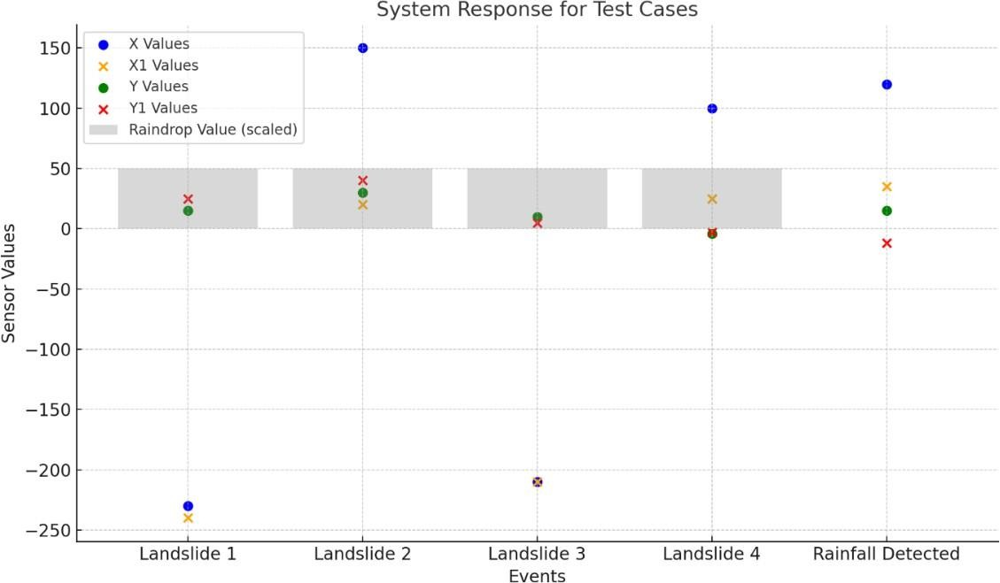 System Response for Test Cases
X Values
X1 Values
Y Values
Y1 Values
Raindrop Value (scaled)
150
100
50
0
−50
−100
−150
−200
−250
Sensor Values
Landslide 1 Landslide 2 Landslide 3 Landslide 4 Rainfall Detected
Events